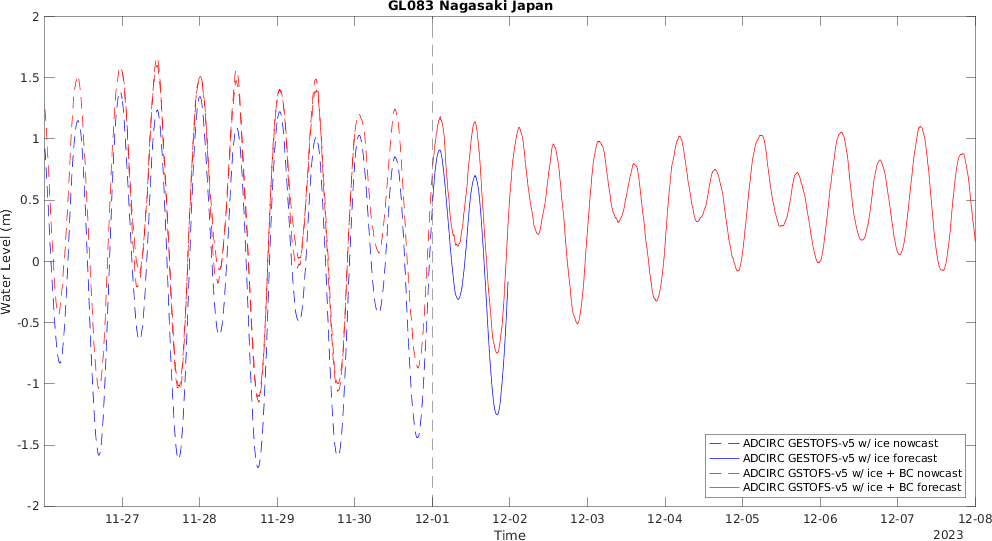 GL083 Nagasaki Japan
2
1.5
1
0.5
0
-0.5
-1
-1.5
-2
Water Level (m)
ADCIRC GESTOFS-v5 w/ ice nowcast
ADCIRC GESTOFS-v5 w/ ice forecast
ADCIRC GSTOFS-v5 w/ ice + BC nowcast
ADCIRC GSTOFS-v5 w/ ice + BC forecast
11-27 11-28 11-29 11-30 12-01 12-02 12-03 12-04 12-05 12-06 12-07 12-08
Time
2023